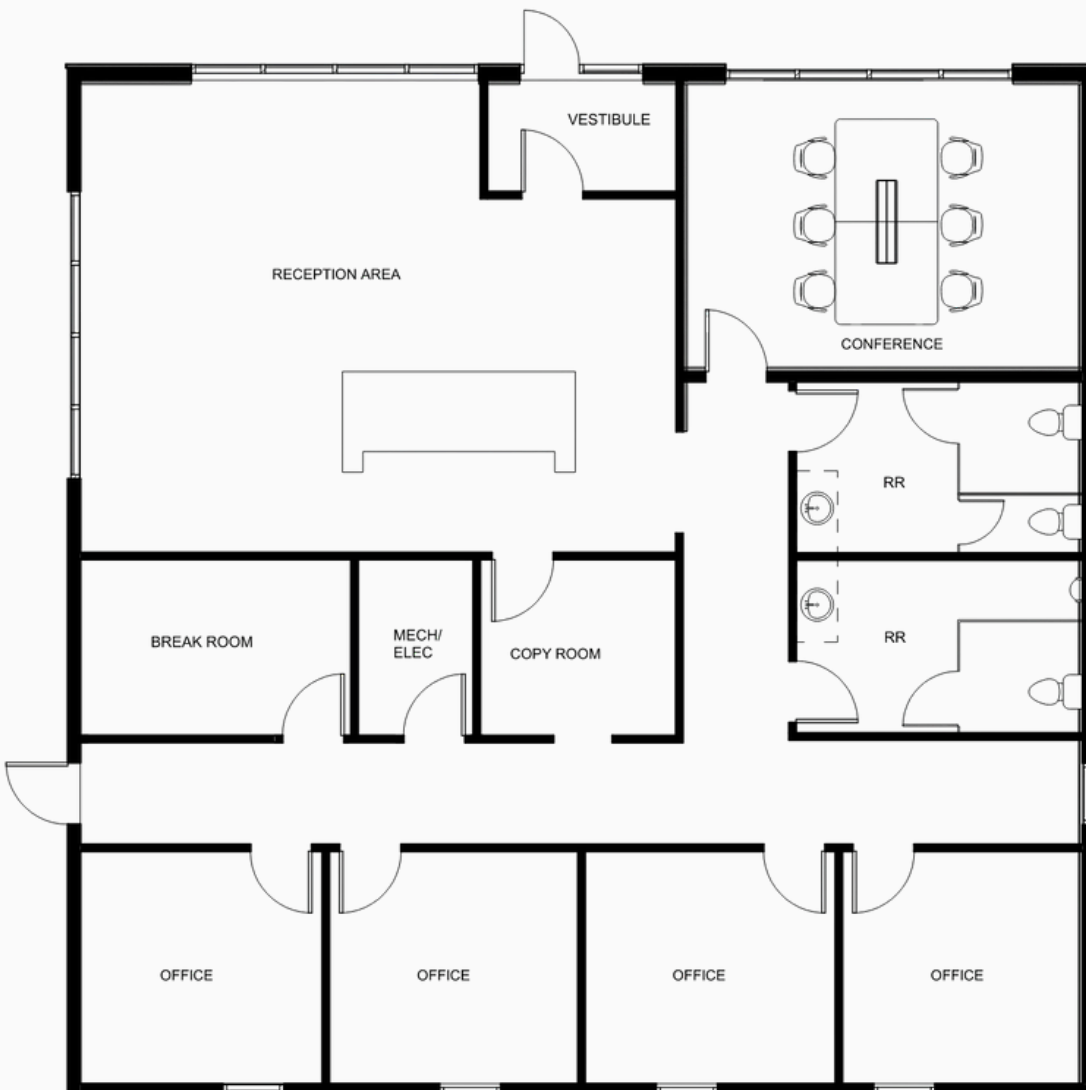 VESTIBULE
RECEPTION AREA
CONFERENCE
RR
BREAK ROOM
MECH/
ELEC
COPY ROOM
RR
OFFICE
OFFICE
OFFICE
OFFICE